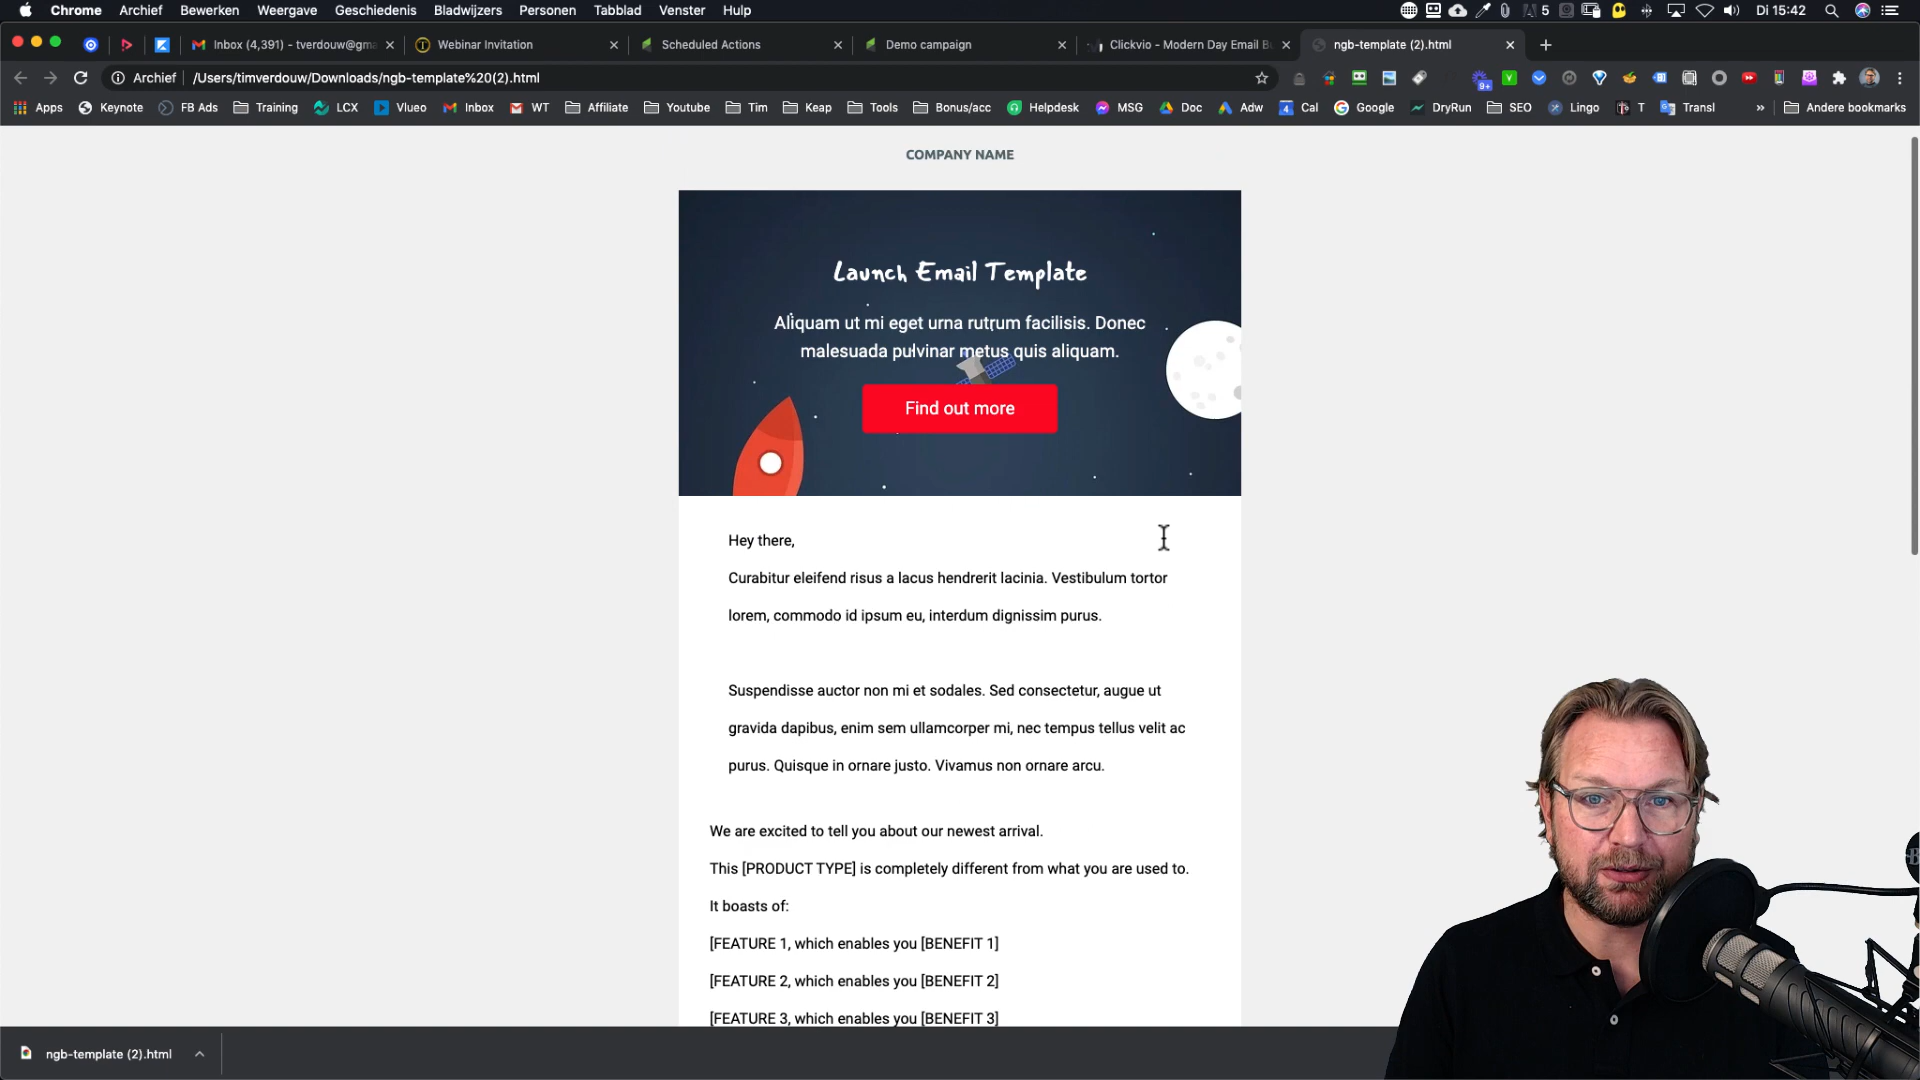 Chrome Archief Bewerken Weergave Geschiedenis Bladwijzers Personen Tabblad Venster Help 5 Di 15:42
Inbox (4,391) - tverdouw@gma Webinar Invitation Scheduled Actions Demo campaign Clickvio - Modern Day Email B ngb-template (2).html
Archief /Users/timverdouw/Downloads/ngb-template%20(2).html 9+
Apps Keynote FB Ads Training LCX Vlueo Inbox WT Affiliate Youtube Tim Keap Tools Bonus/acc Helpdesk MSG Doc Adw Cal Google DryRun SEO Lingo T Transl » Andere bookmarks
COMPANY NAME
Launch Email Template
Aliquam ut mi eget urna rutrum facilisis. Donec
malesuada pulvinar metus quis aliquam.
Find out more
Hey there,
Curabitur eleifend risus a lacus hendrerit lacinia. Vestibulum tortor
lorem, commodo id ipsum eu, interdum dignissim purus.
Suspendisse auctor non mi et sodales. Sed consectetur, augue ut
gravida dapibus, enim sem ullamcorper mi, nec tempus tellus velit ac
purus. Quisque in ornare justo. Vivamus non ornare arcu.
We are excited to tell you about our newest arrival.
This [PRODUCT TYPE] is completely different from what you are used to.
It boasts of:
[FEATURE 1, which enables you [BENEFIT 1]
[FEATURE 2, which enables you [BENEFIT 2]
[FEATURE 3, which enables you [BENEFIT 3]
ngb-template (2).html